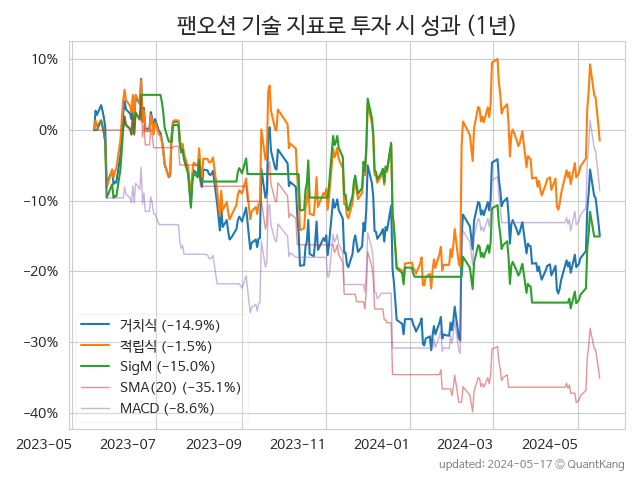 팬오션 기술 지표로 투자 시 성과 (1년)
10%
0%
−10%
−20%
−30%
−40%
거치식 (−14.9%)
적립식 (−1.5%)
SigM (−15.0%)
SMA(20) (−35.1%)
MACD (−8.6%)
2023−05 2023−07 2023−09 2023−11 2024−01 2024−03 2024−05
updated: 2024−05−17 © QuantKang